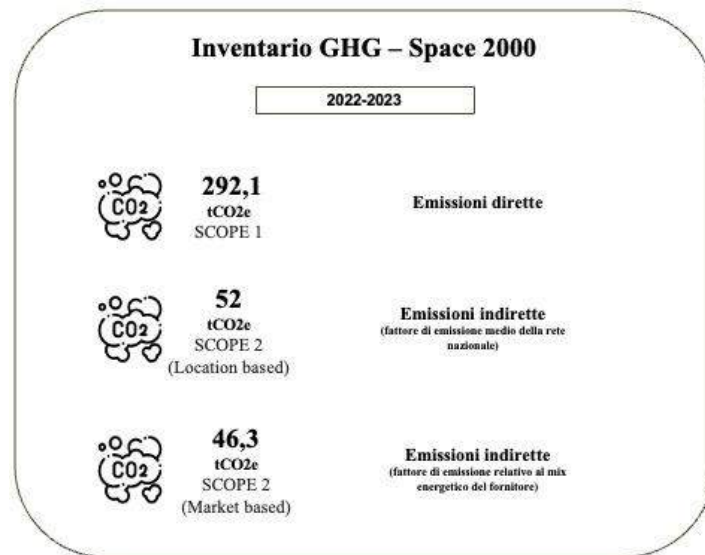 Inventario GHG – Space 2000
2022-2023
CO2
292,1
tCO2e
SCOPE 1
Emissioni dirette
CO2
52
tCO2e
SCOPE 2
(Location based)
Emissioni indirette
(fattore di emissione medio della rete
nazionale)
CO2
46,3
tCO2e
SCOPE 2
(Market based)
Emissioni indirette
(fattore di emissione relativo al mix
energetico del fornitore)